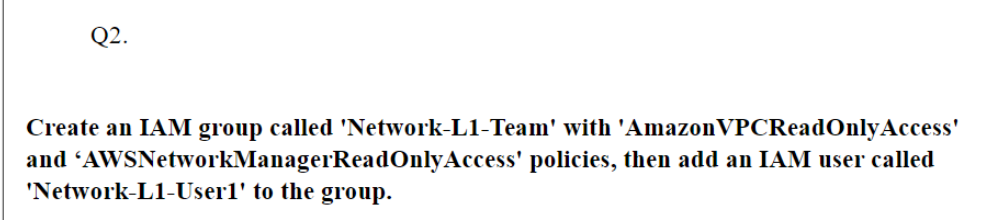 Q2.
Create an IAM group called 'Network-L1-Team' with 'AmazonVPCReadOnlyAccess'
and ‘AWSNetworkManagerReadOnlyAccess' policies, then add an IAM user called
'Network-L1-User1' to the group.